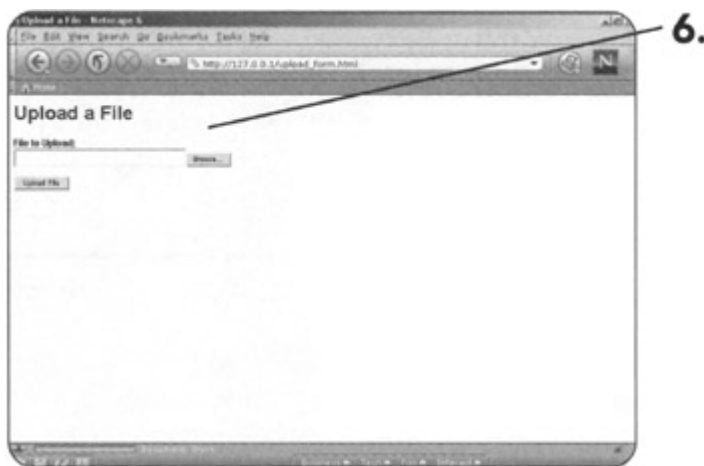 Upload a File - Netscape 6
File Edit View Search Go Bookmarks Tasks Help
http://127.0.0.1/upload_form.html
Home
6.
Upload a File
File to Upload:
Browse...
Upload File